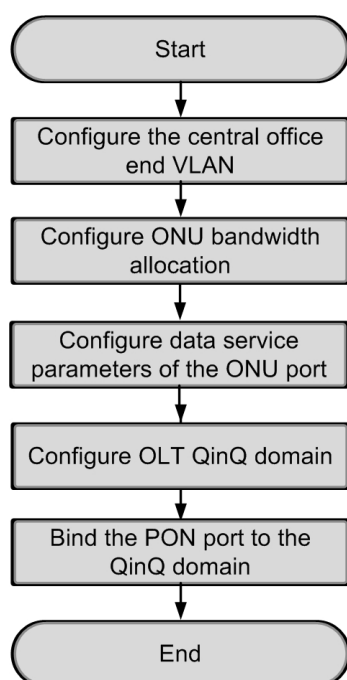 Start
Configure the central office
end VLAN
Configure ONU bandwidth
allocation
Configure data service
parameters of the ONU port
Configure OLT QinQ domain
Bind the PON port to the
QinQ domain
End